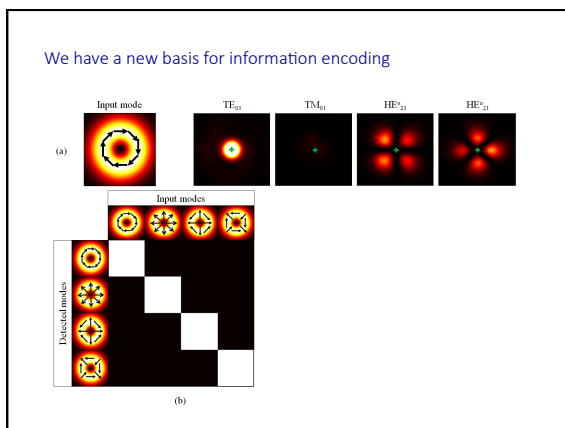 We have a new basis for information encoding
Input mode
TE01
TM01
HEe21
HEo21
(a)
Input modes
Detected modes
(b)